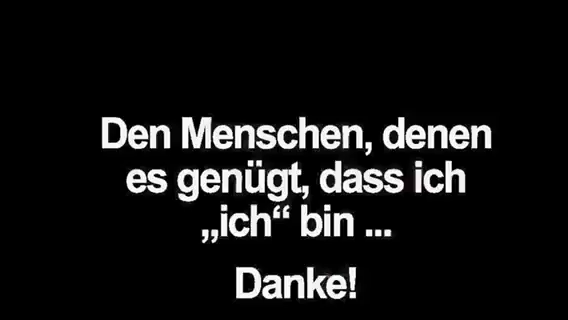 Den Menschen, denen
es genügt, dass ich
„ich“ bin ...
Danke!